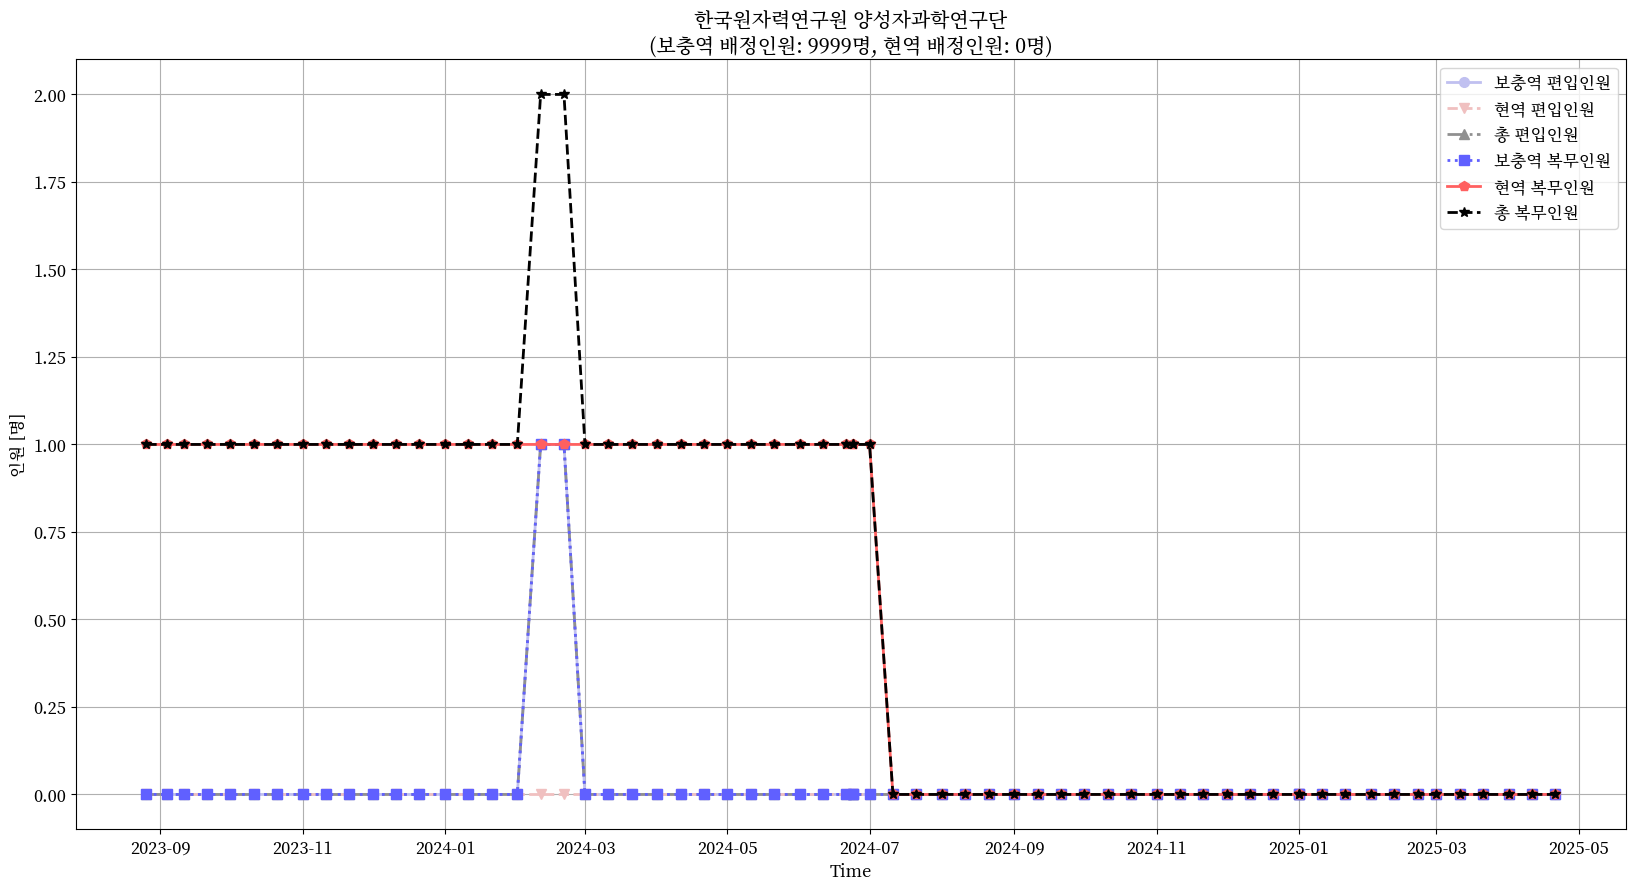 한국원자력연구원 양성자과학연구단
(보충역 배정인원: 9999명, 현역 배정인원: 0명)
보충역 편입인원
현역 편입인원
총 편입인원
보충역 복무인원
현역 복무인원
총 복무인원
인원 [명]
2.00
1.75
1.50
1.25
1.00
0.75
0.50
0.25
0.00
2023-09
2023-11
2024-01
2024-03
2024-05
2024-07
2024-09
2024-11
2025-01
2025-03
2025-05
Time